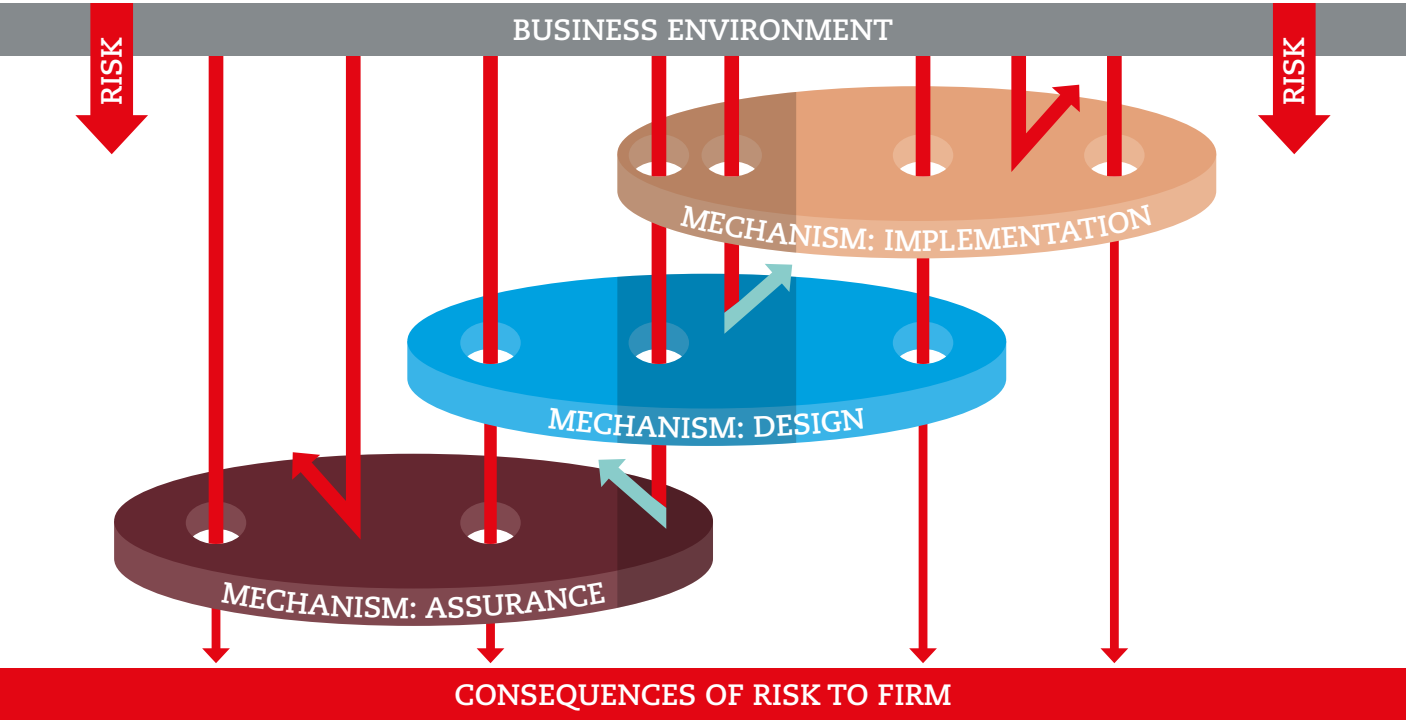 BUSINESS ENVIRONMENT
RISK
RISK
MECHANISM: IMPLEMENTATION
MECHANISM: DESIGN
MECHANISM: ASSURANCE
CONSEQUENCES OF RISK TO FIRM